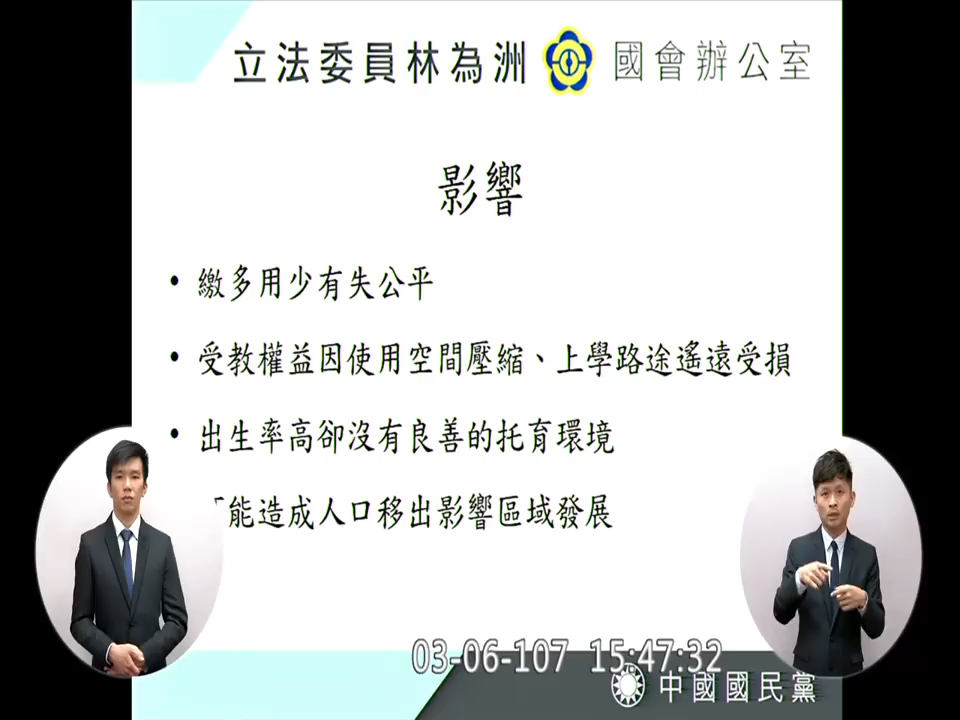 立法委員林為洲 國會辦公室
影響
• 繳多用少有失公平
• 受教權益因使用空間壓縮、上學路途遙遠受損
• 出生率高卻沒有良善的托育環境
能造成人口移出影響區域發展
03-06-107 15:47:32
中國國民黨